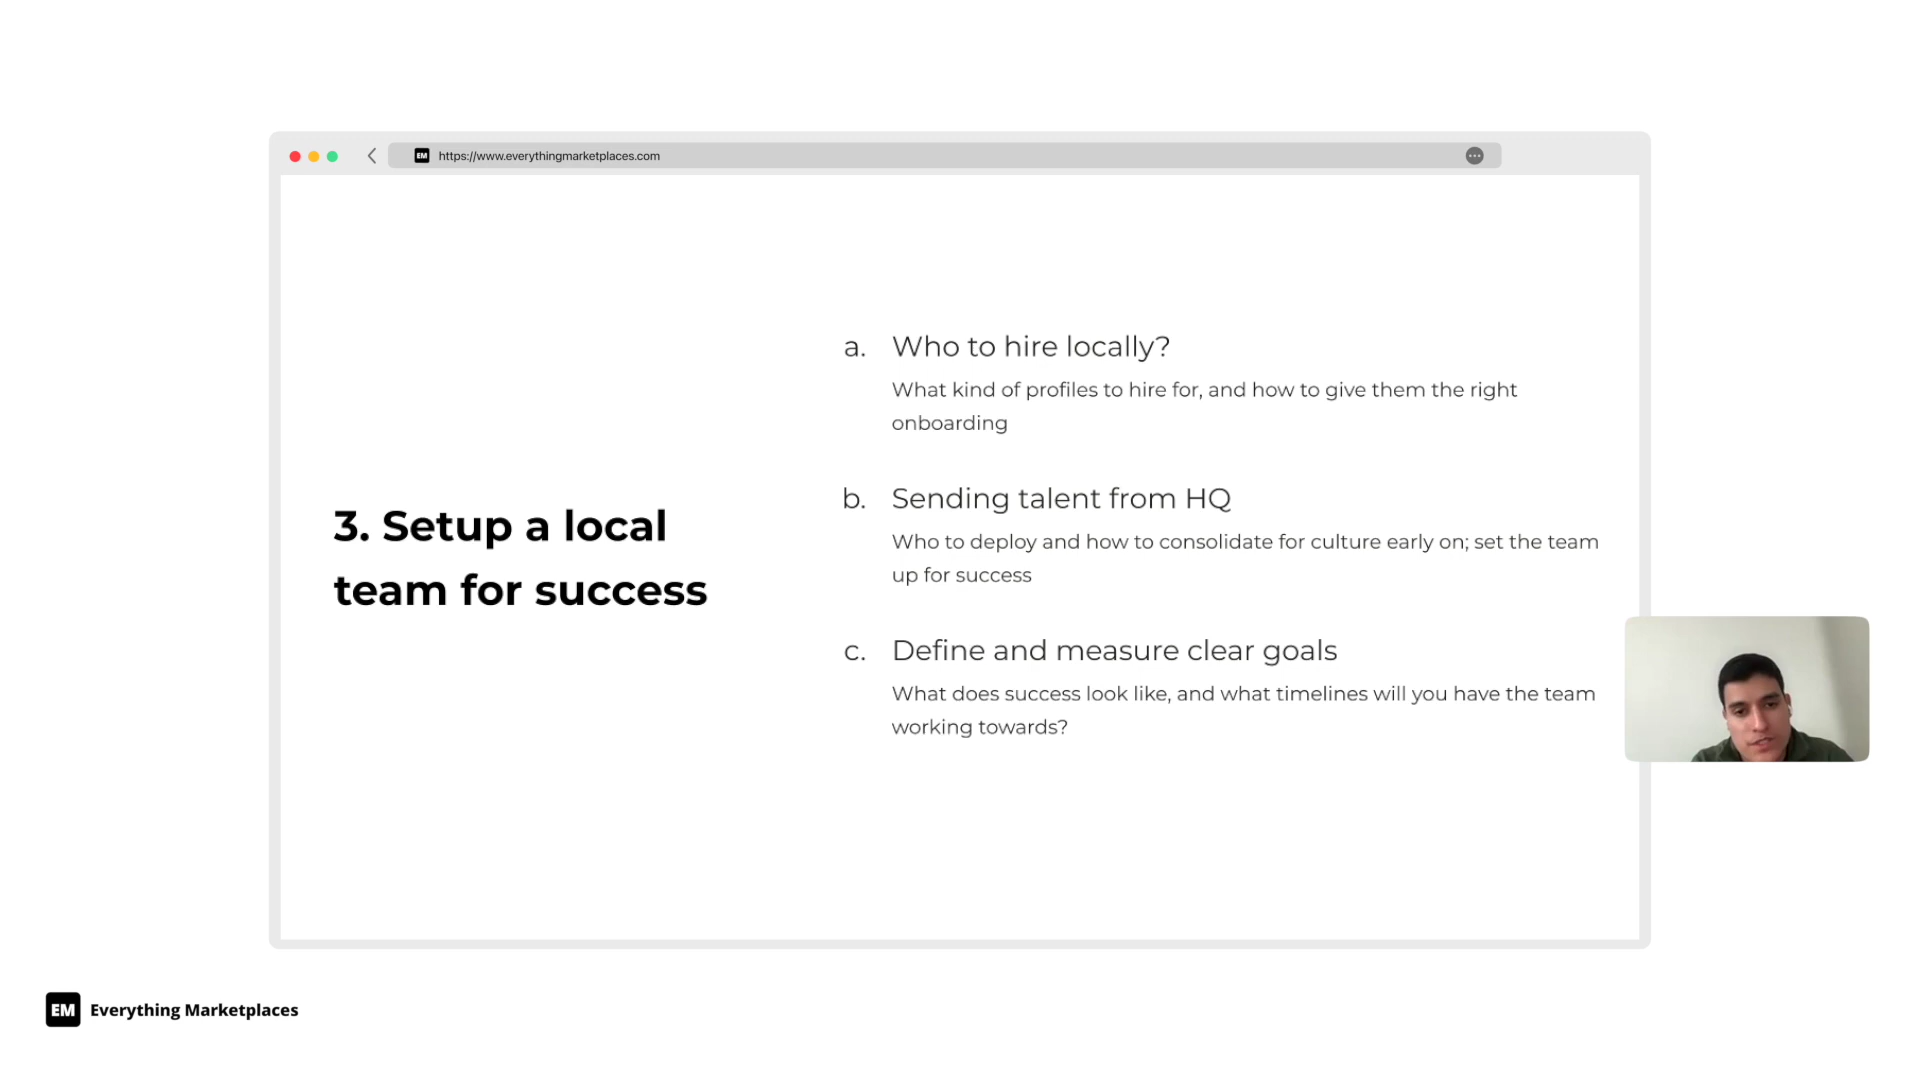 EM https://www.everythingmarketplaces.com
3. Setup a local
team for success
a. Who to hire locally?
What kind of profiles to hire for, and how to give them the right
onboarding
b. Sending talent from HQ
Who to deploy and how to consolidate for culture early on; set the team
up for success
c. Define and measure clear goals
What does success look like, and what timelines will you have the team
working towards?
EM Everything Marketplaces